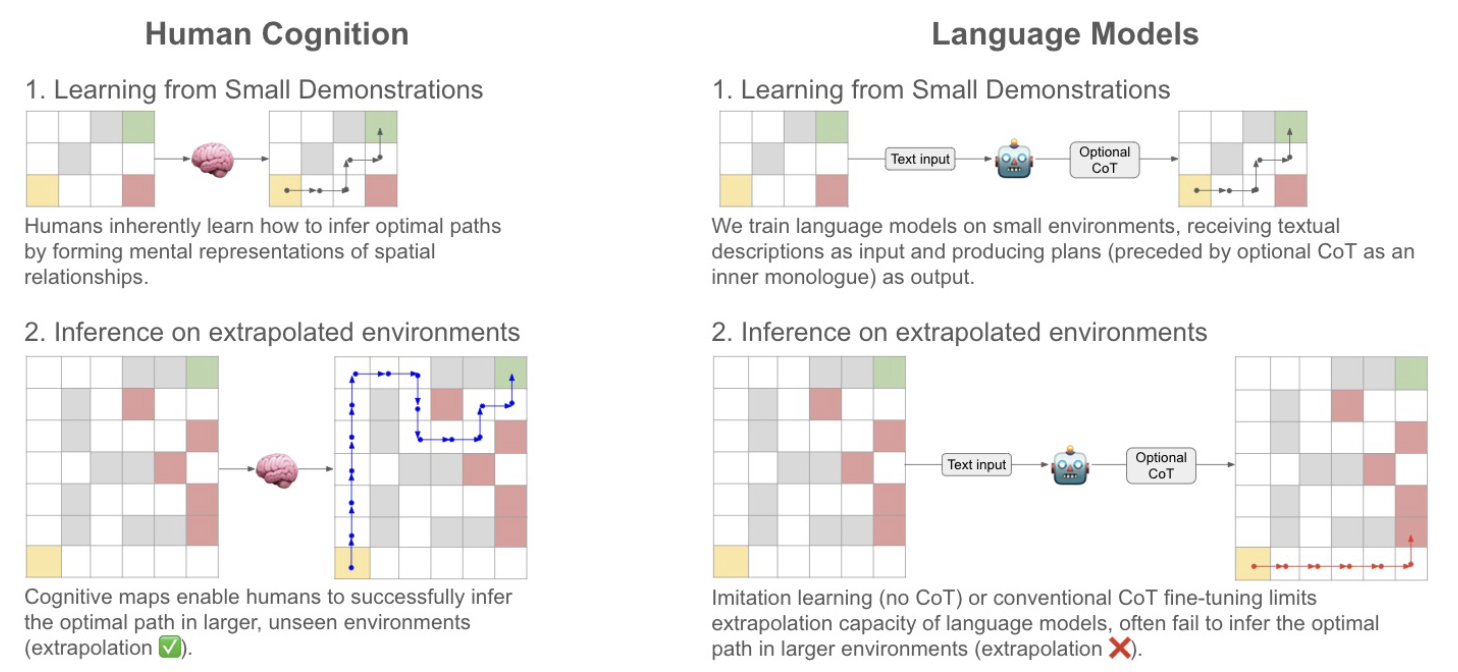 Human Cognition
1. Learning from Small Demonstrations
Humans inherently learn how to infer optimal paths
by forming mental representations of spatial
relationships.
2. Inference on extrapolated environments
Cognitive maps enable humans to successfully infer
the optimal path in larger, unseen environments
(extrapolation ✅).
Language Models
1. Learning from Small Demonstrations
Text input
Optional
CoT
We train language models on small environments, receiving textual
descriptions as input and producing plans (preceded by optional CoT as an
inner monologue) as output.
2. Inference on extrapolated environments
Text input
Optional
CoT
Imitation learning (no CoT) or conventional CoT fine-tuning limits
extrapolation capacity of language models, often fail to infer the optimal
path in larger environments (extrapolation ❌).